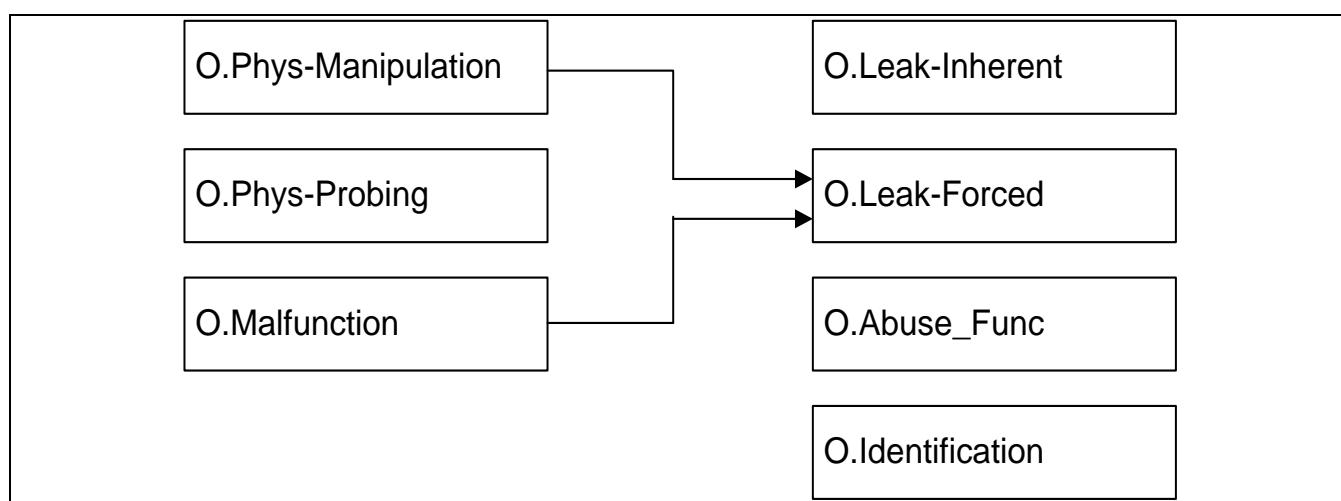 O.Phys-Manipulation
O.Leak-Inherent
O.Phys-Probing
O.Leak-Forced
O.Malfunction
O.Abuse_Func
O.Identification